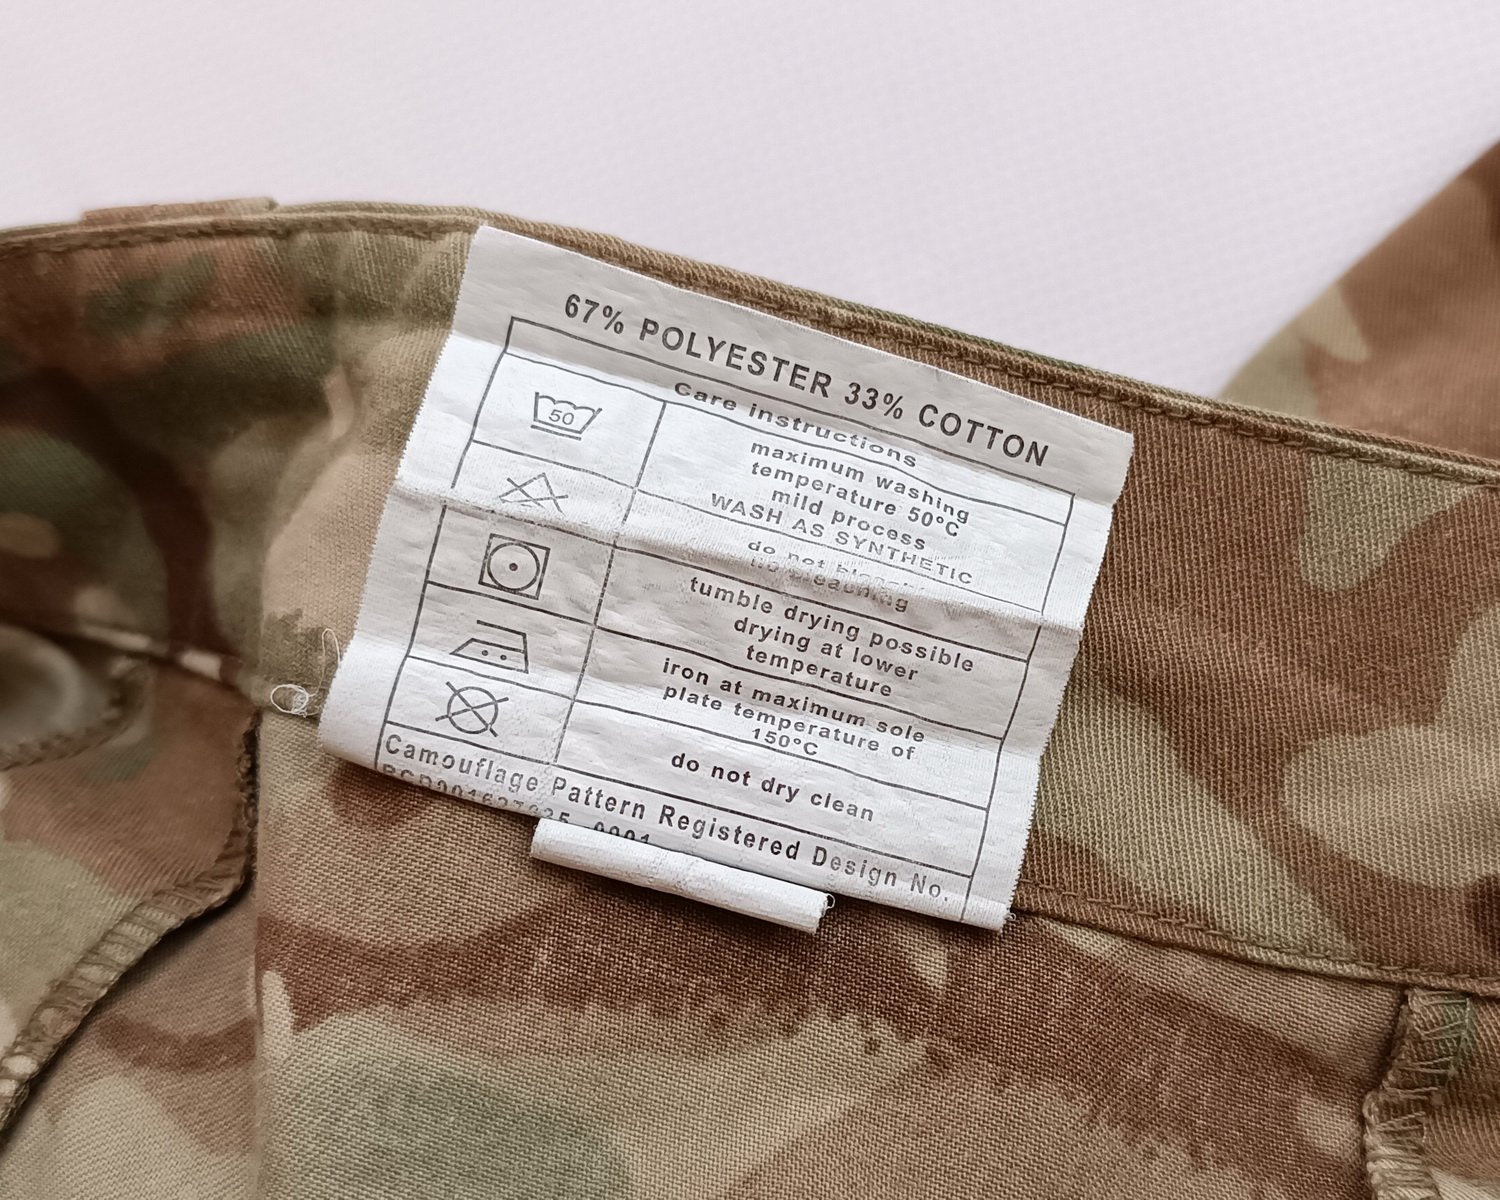 67% POLYESTER 33% COTTON
Care instructions
50
maximum washing
temperature 50°C
mild process
WASH AS SYNTHETIC
do not
no bleaching
tumble drying possible
drying at lower
temperature
iron at maximum sole
plate temperature of
150°C
do not dry clean
Camouflage Pattern Registered Design No.